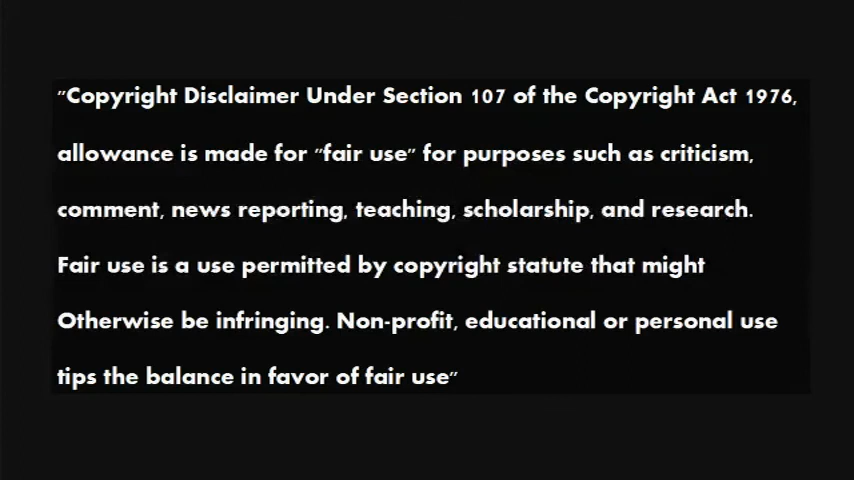 "Copyright Disclaimer Under Section 107 of the Copyright Act 1976,
allowance is made for "fair use" for purposes such as criticism,
comment, news reporting, teaching, scholarship, and research.
Fair use is a use permitted by copyright statute that might
Otherwise be infringing. Non-profit, educational or personal use
tips the balance in favor of fair use"